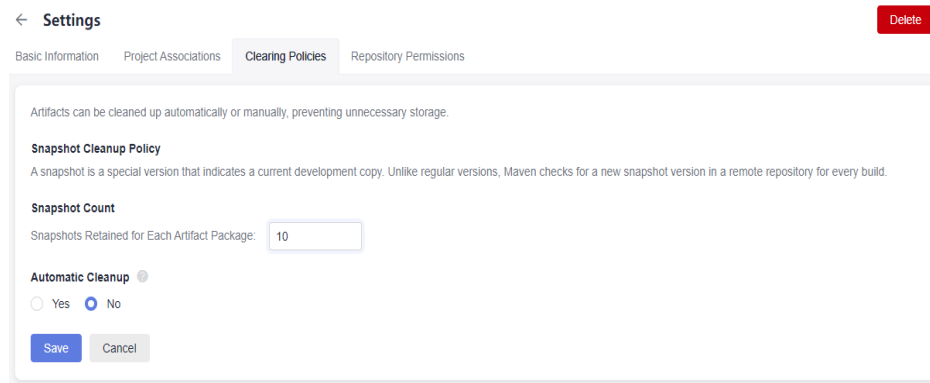 ← Settings
Delete
Basic Information Project Associations Clearing Policies Repository Permissions
Artifacts can be cleaned up automatically or manually, preventing unnecessary storage.
Snapshot Cleanup Policy
A snapshot is a special version that indicates a current development copy. Unlike regular versions, Maven checks for a new snapshot version in a remote repository for every build.
Snapshot Count
Snapshots Retained for Each Artifact Package: 10
Automatic Cleanup ?
Yes No
Save Cancel